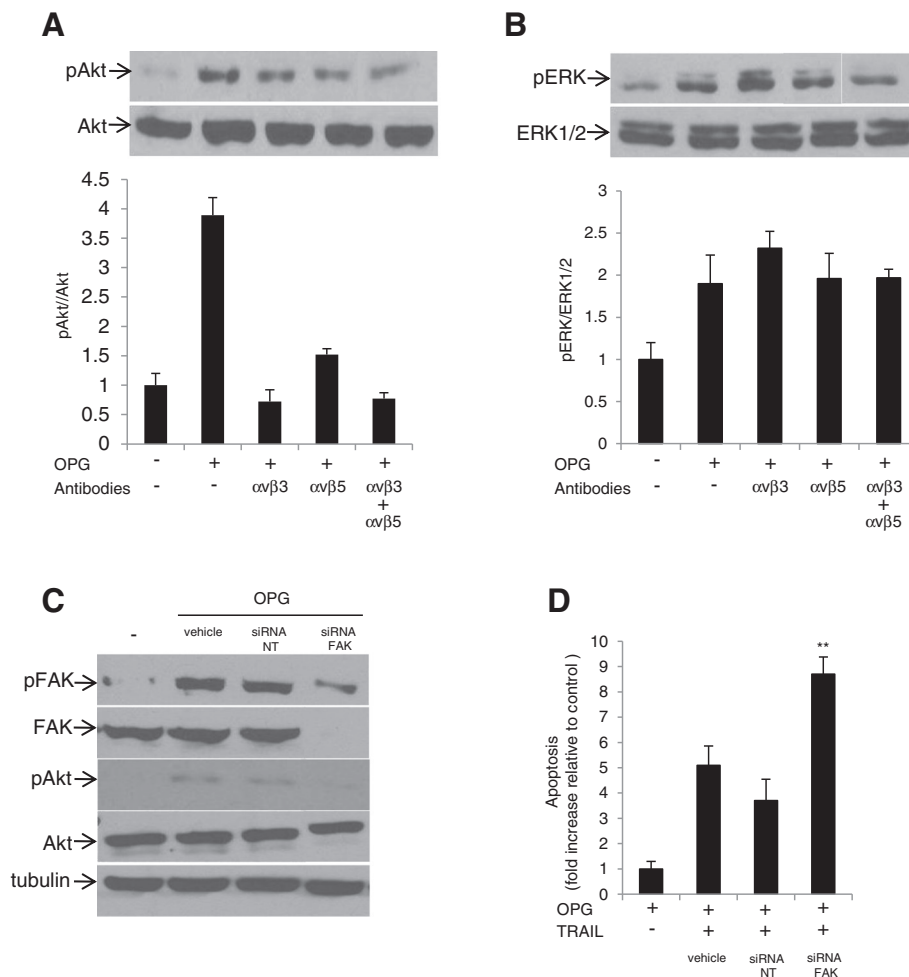 A
pAkt
Akt
4.5
4
3.5
3
2.5
2
1.5
1
0.5
0
pAkt//Akt
OPG - + + + +
Antibodies - - αvβ3 αvβ5 αvβ3
+
αvβ5
B
pERK
ERK1/2
3
2.5
2
1.5
1
0.5
0
pERK/ERK1/2
OPG - + + + +
Antibodies - - αvβ3 αvβ5 αvβ3
+
αvβ5
C
OPG
- vehicle siRNA siRNA
NT FAK
pFAK
FAK
pAkt
Akt
tubulin
D
10
9
8
7
6
5
4
3
2
1
0
Apoptosis
(fold increase relative to control )
**
OPG + + + +
TRAIL - + + +
vehicle siRNA siRNA
NT FAK